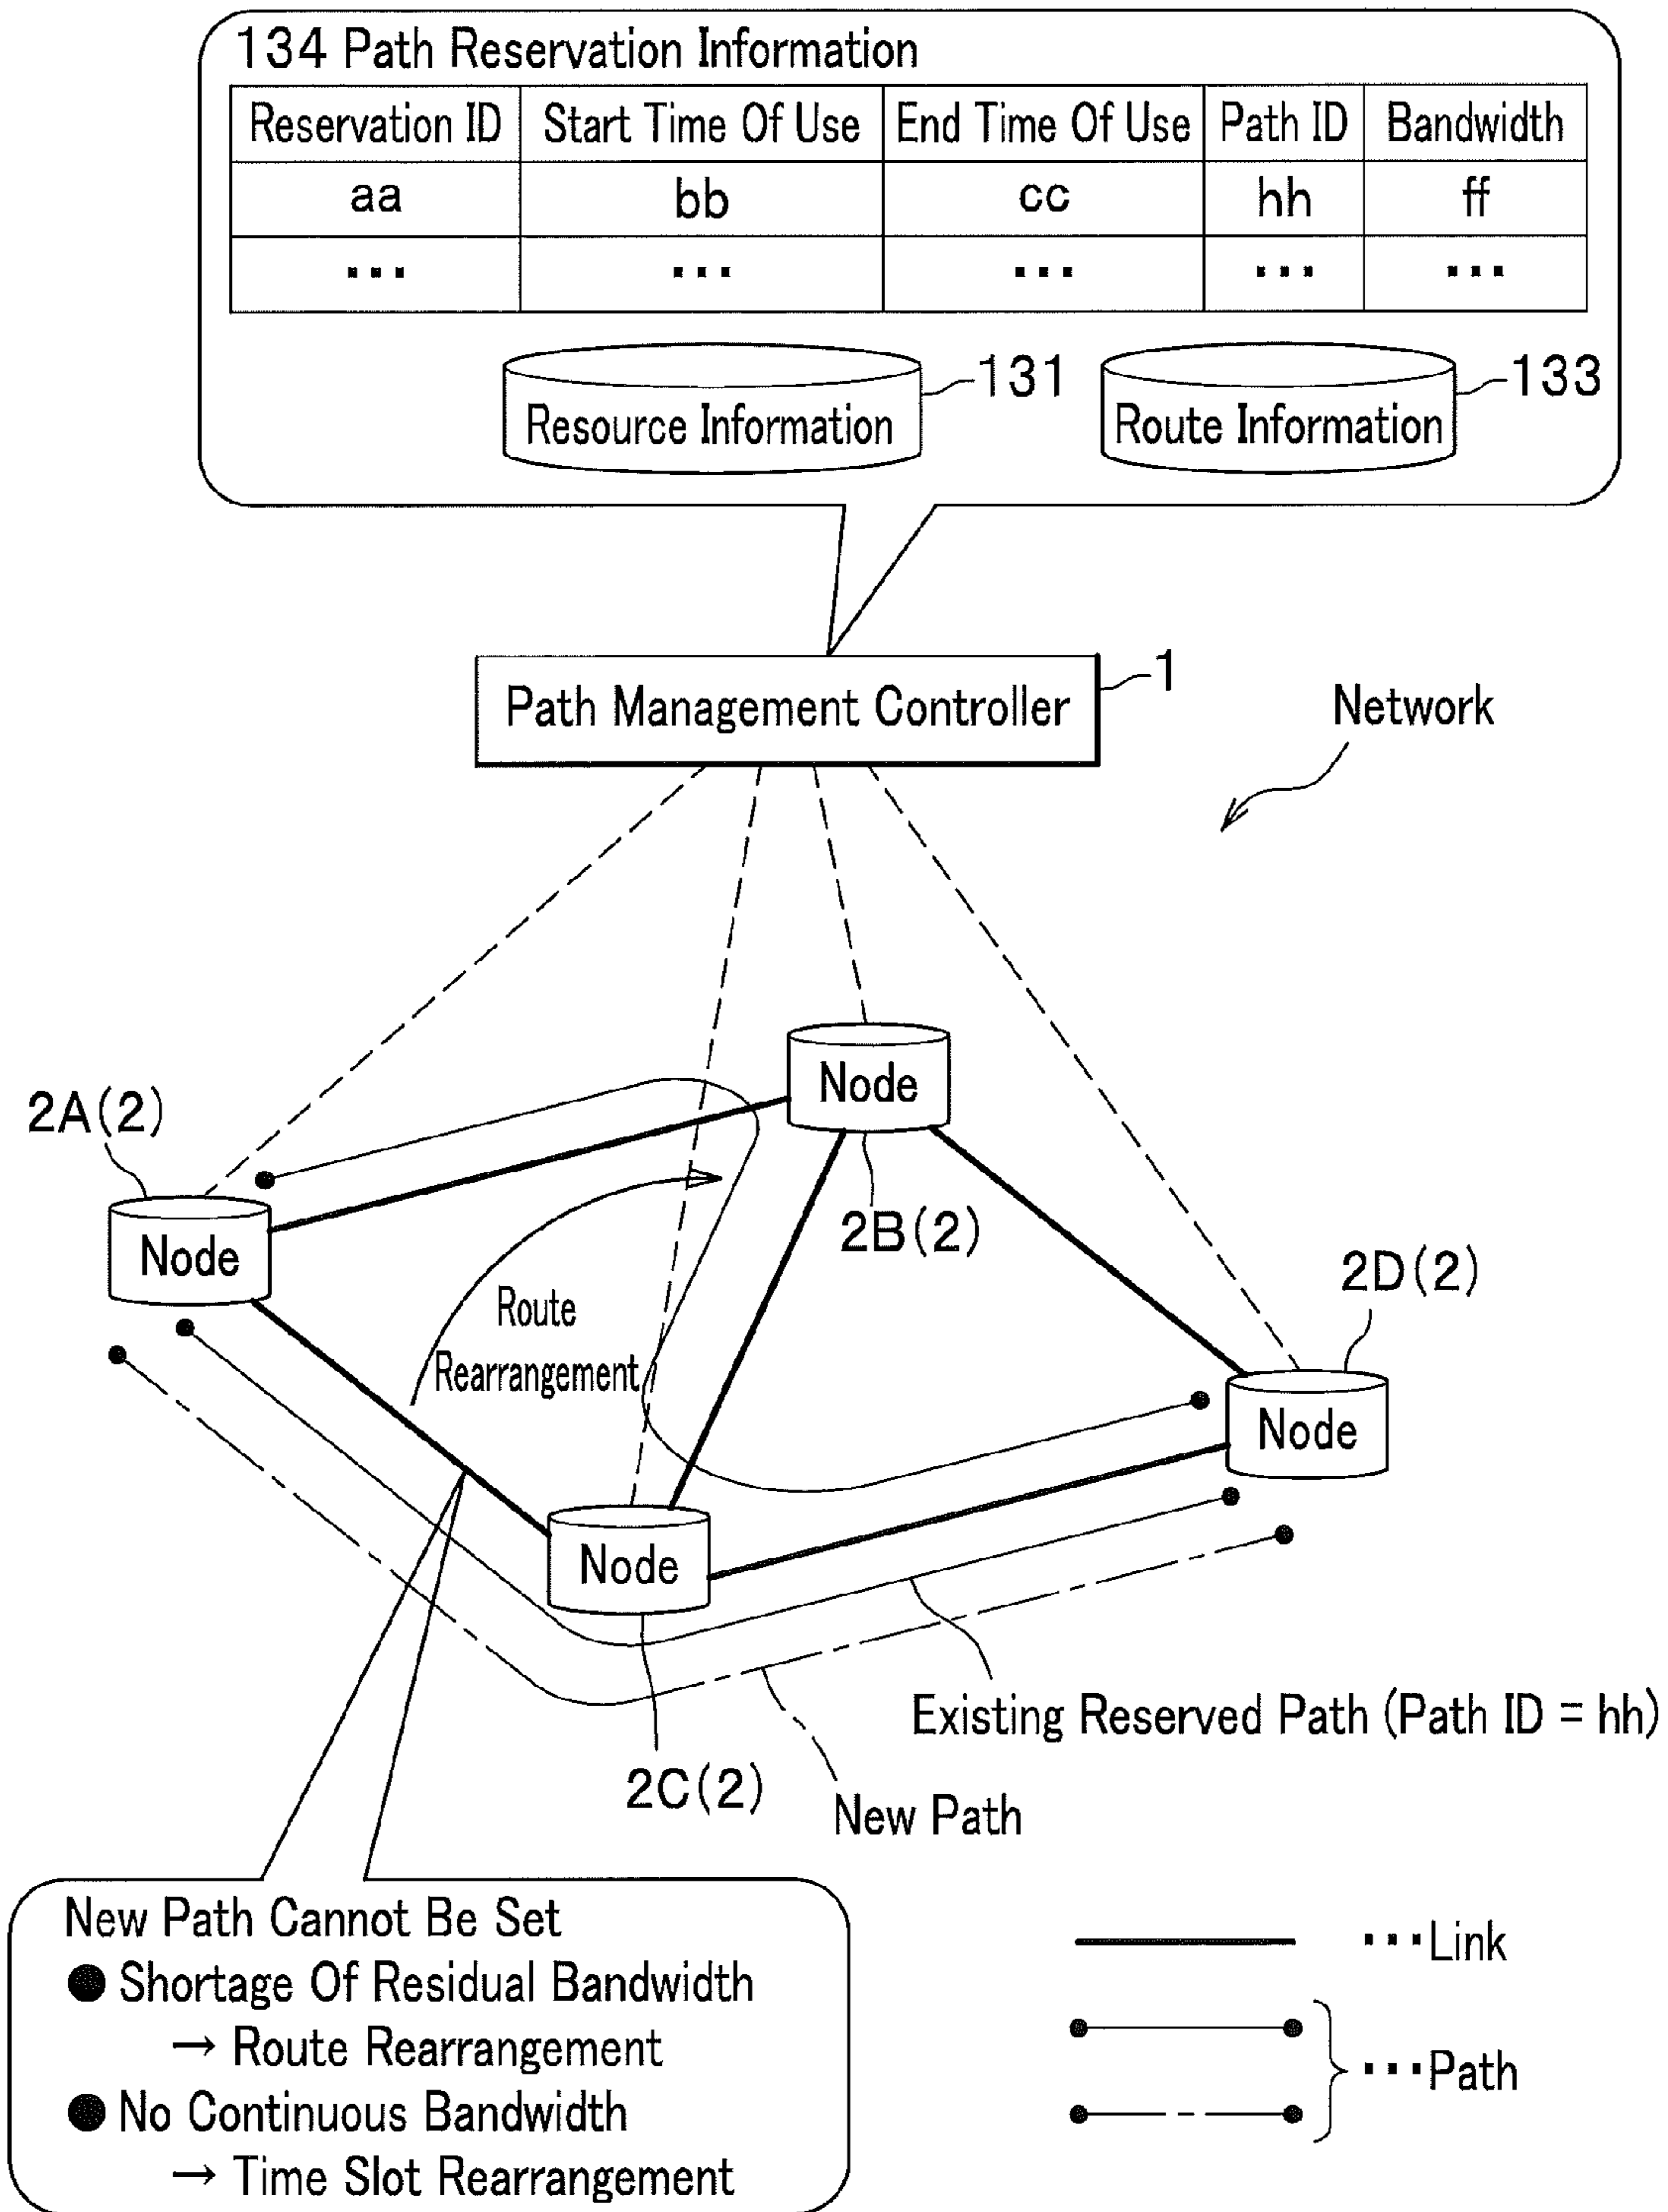 134 Path Reservation Information
Reservation ID Start Time Of Use End Time Of Use Path ID Bandwidth
aa bb cc hh ff
... ... ... ... ...
131
133
Resource Information
Route Information
1
Path Management Controller
Network
Node
2A(2)
2B(2)
Node
2D(2)
Route
Rearrangement
Node
Node
Existing Reserved Path (Path ID = hh)
2C(2)
New Path
New Path Cannot Be Set
● Shortage Of Residual Bandwidth
→ Route Rearrangement
● No Continuous Bandwidth
→ Time Slot Rearrangement
...Link
...Path